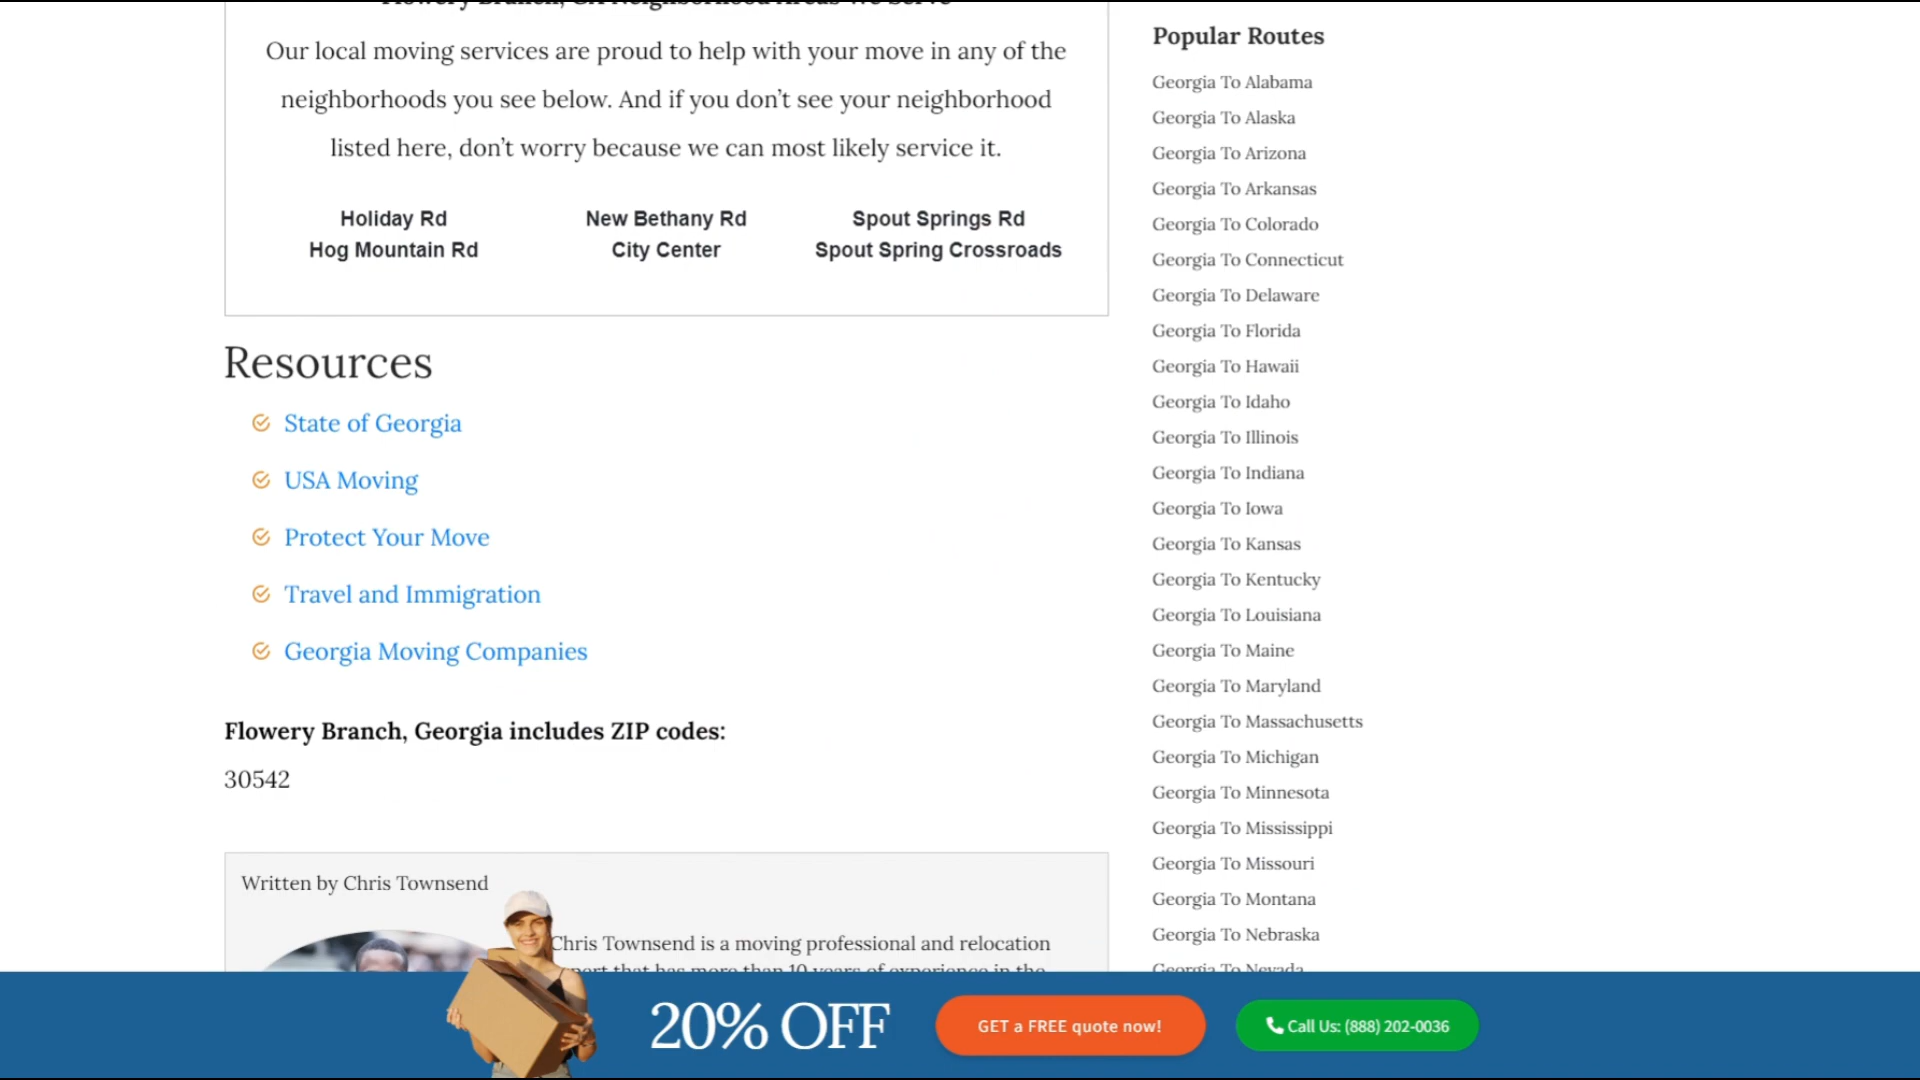 Flowery Branch, GA Neighborhood Areas We Serve
Our local moving services are proud to help with your move in any of the
neighborhoods you see below. And if you don’t see your neighborhood
listed here, don’t worry because we can most likely service it.
Holiday Rd
New Bethany Rd
Spout Springs Rd
Hog Mountain Rd
City Center
Spout Spring Crossroads
Resources
State of Georgia
USA Moving
Protect Your Move
Travel and Immigration
Georgia Moving Companies
Flowery Branch, Georgia includes ZIP codes:
30542
Written by Chris Townsend
Chris Townsend is a moving professional and relocation
that has more than 10 years of experience in the
Popular Routes
Georgia To Alabama
Georgia To Alaska
Georgia To Arizona
Georgia To Arkansas
Georgia To Colorado
Georgia To Connecticut
Georgia To Delaware
Georgia To Florida
Georgia To Hawaii
Georgia To Idaho
Georgia To Illinois
Georgia To Indiana
Georgia To Iowa
Georgia To Kansas
Georgia To Kentucky
Georgia To Louisiana
Georgia To Maine
Georgia To Maryland
Georgia To Massachusetts
Georgia To Michigan
Georgia To Minnesota
Georgia To Mississippi
Georgia To Missouri
Georgia To Montana
Georgia To Nebraska
Georgia To Nevada
20% OFF
GET a FREE quote now!
Call Us: (888) 202-0036